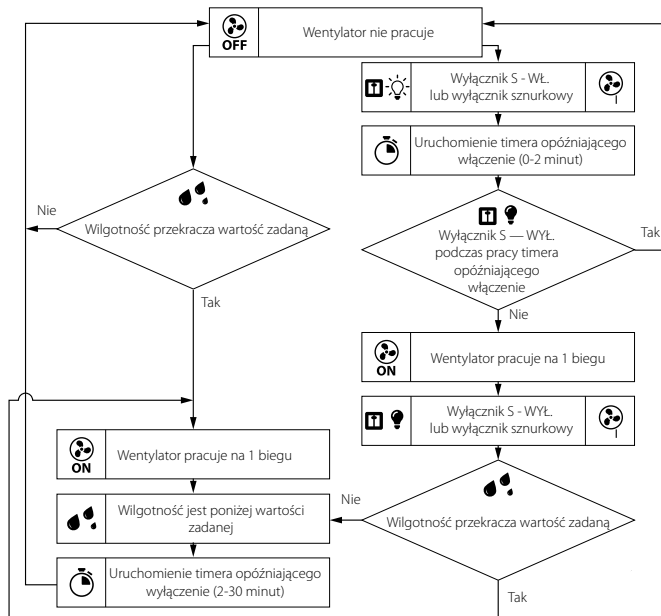 OFF
Wentylator nie pracuje
Wyłącznik S - WŁ.
lub wyłącznik sznurkowy
I
Uruchomienie timera opóźniającego
włączenie (0-2 minut)
Nie
Wilgotność przekracza wartość zadaną
Tak
Wyłącznik S — WYŁ.
podczas pracy timera
opóźniającego
włączenie
Tak
Nie
ON
Wentylator pracuje na 1 biegu
Wyłącznik S - WYŁ.
lub wyłącznik sznurkowy
I
ON
Wentylator pracuje na 1 biegu
Wilgotność jest poniżej wartości
zadanej
Nie
Wilgotność przekracza wartość zadaną
Uruchomienie timera opóźniającego
wyłączenie (2-30 minut)
Tak